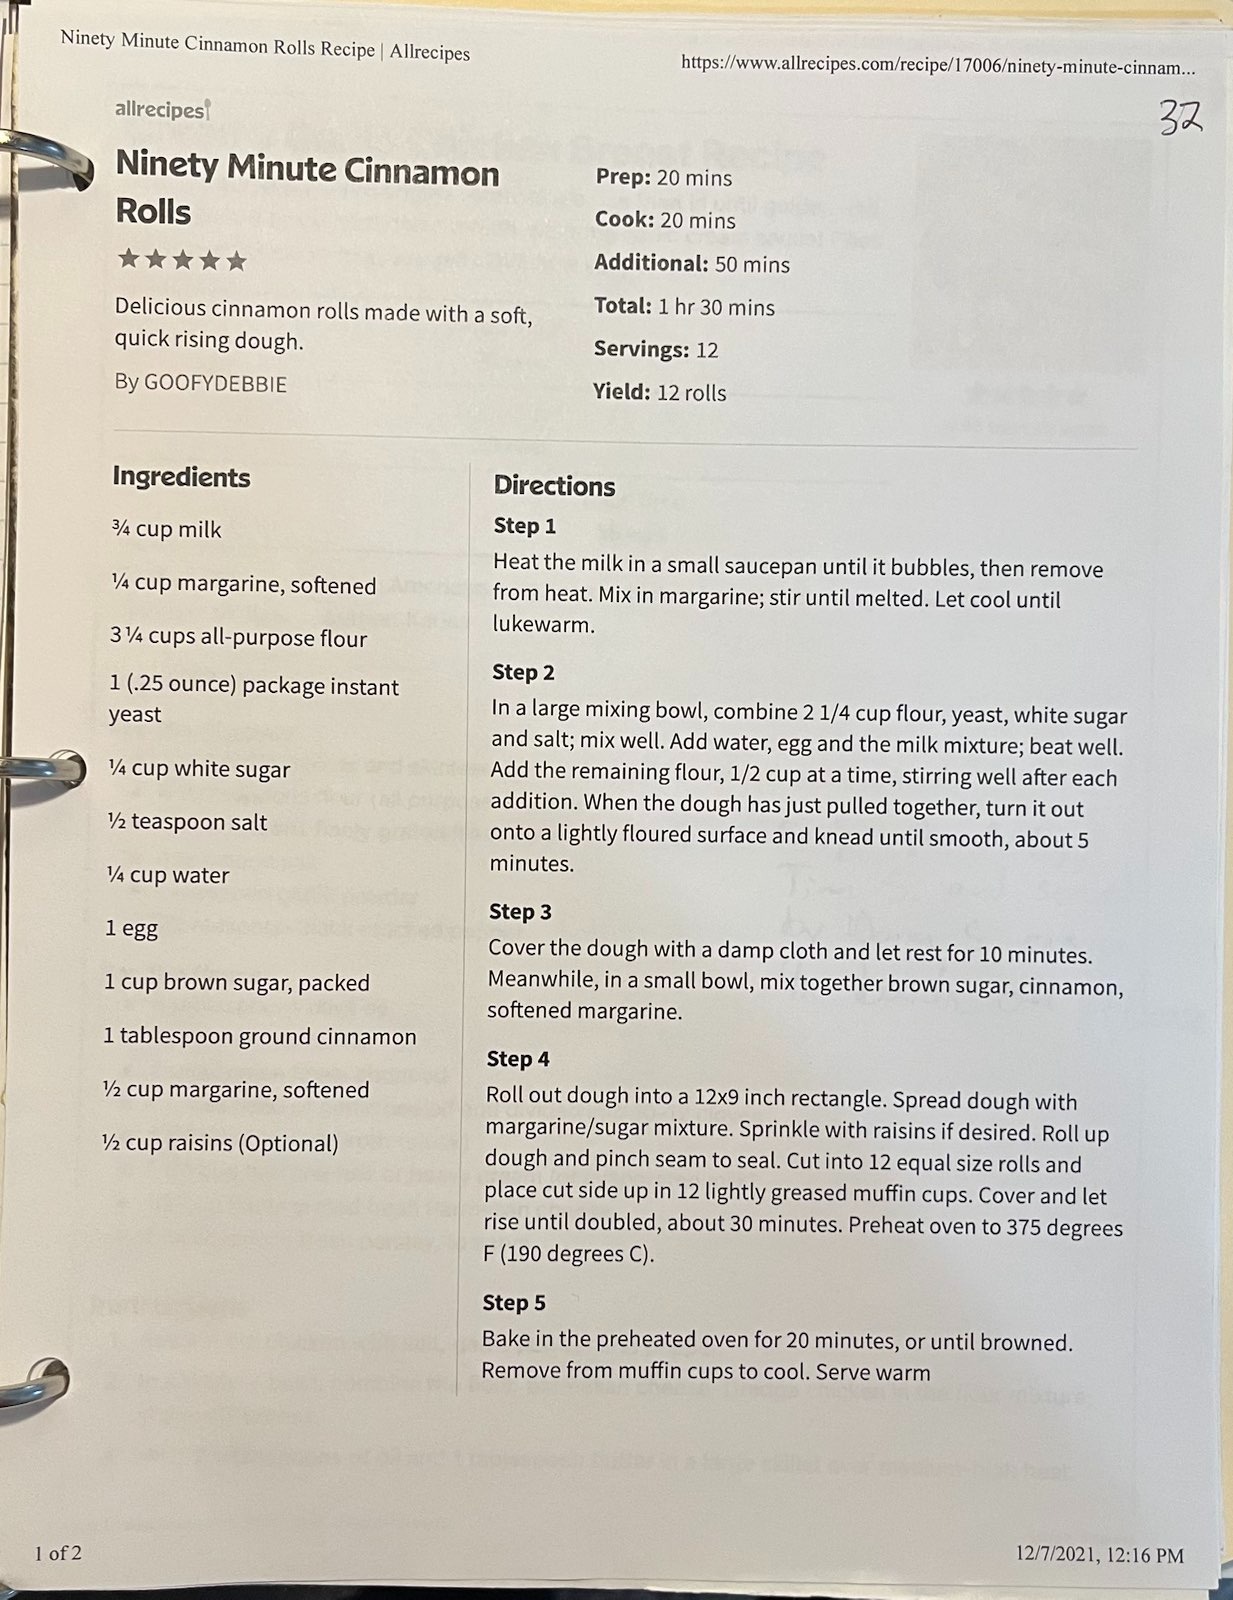 Ninety Minute Cinnamon Rolls Recipe | Allrecipes
https://www.allrecipes.com/recipe/17006/ninety-minute-cinnam...
32
allrecipes
Ninety Minute Cinnamon
Rolls
★★★★★
Delicious cinnamon rolls made with a soft,
quick rising dough.
By GOOFYDEBBIE
Prep: 20 mins
Cook: 20 mins
Additional: 50 mins
Total: 1 hr 30 mins
Servings: 12
Yield: 12 rolls
Ingredients
¾ cup milk
¼ cup margarine, softened
3 ¼ cups all-purpose flour
1 (.25 ounce) package instant
yeast
¼ cup white sugar
½ teaspoon salt
¼ cup water
1 egg
1 cup brown sugar, packed
1 tablespoon ground cinnamon
½ cup margarine, softened
½ cup raisins (Optional)
Directions
Step 1
Heat the milk in a small saucepan until it bubbles, then remove
from heat. Mix in margarine; stir until melted. Let cool until
lukewarm.
Step 2
In a large mixing bowl, combine 2 1/4 cup flour, yeast, white sugar
and salt; mix well. Add water, egg and the milk mixture; beat well.
Add the remaining flour, 1/2 cup at a time, stirring well after each
addition. When the dough has just pulled together, turn it out
onto a lightly floured surface and knead until smooth, about 5
minutes.
Step 3
Cover the dough with a damp cloth and let rest for 10 minutes.
Meanwhile, in a small bowl, mix together brown sugar, cinnamon,
softened margarine.
Step 4
Roll out dough into a 12x9 inch rectangle. Spread dough with
margarine/sugar mixture. Sprinkle with raisins if desired. Roll up
dough and pinch seam to seal. Cut into 12 equal size rolls and
place cut side up in 12 lightly greased muffin cups. Cover and let
rise until doubled, about 30 minutes. Preheat oven to 375 degrees
F (190 degrees C).
Step 5
Bake in the preheated oven for 20 minutes, or until browned.
Remove from muffin cups to cool. Serve warm
1 of 2
12/7/2021, 12:16 PM